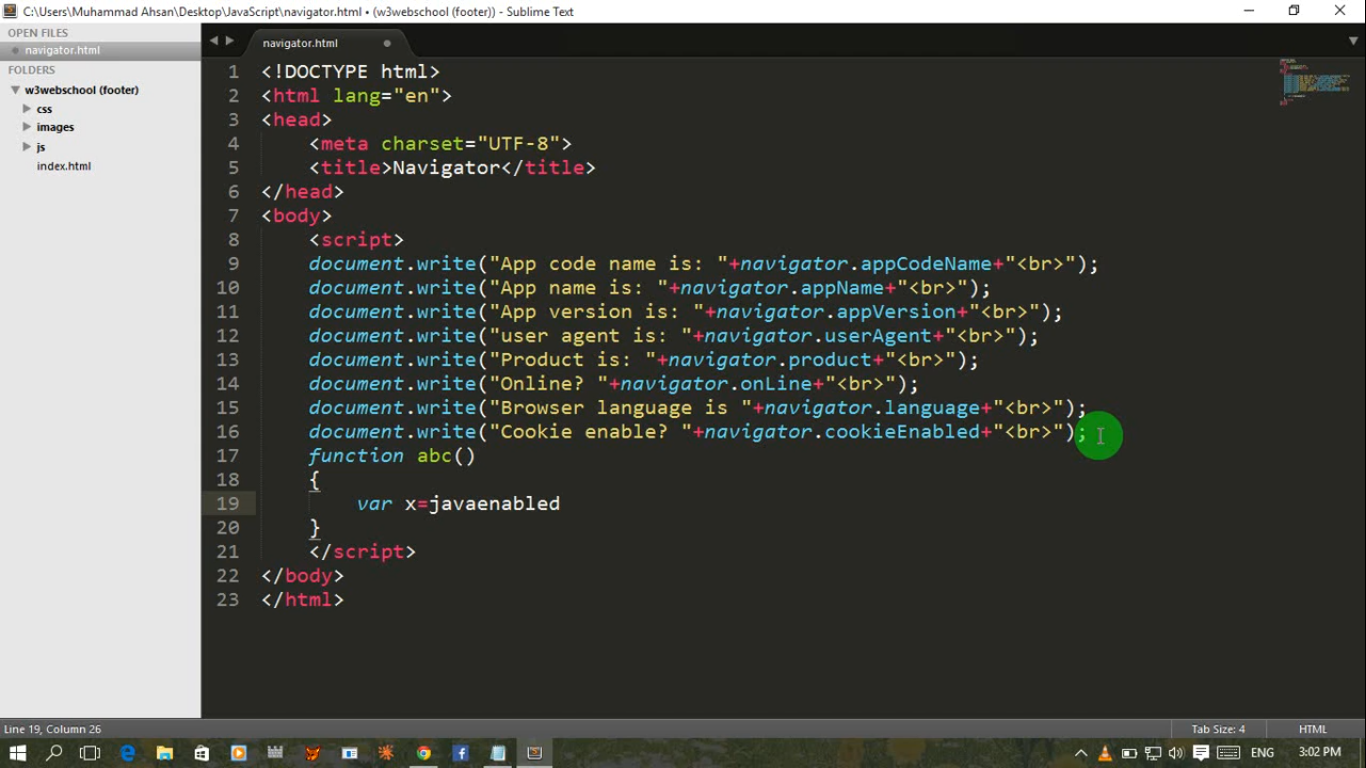 C:\Users\Muhammad Ahsan\Desktop\JavaScript\navigator.html • (w3webschool (footer)) - Sublime Text
OPEN FILES
navigator.html
FOLDERS
w3webschool (footer)
css
images
js
index.html
navigator.html
1 <!DOCTYPE html>
2 <html lang="en">
3 <head>
4     <meta charset="UTF-8">
5     <title>Navigator</title>
6 </head>
7 <body>
8     <script>
9     document.write("App code name is: "+navigator.appCodeName+"<br>");
10     document.write("App name is: "+navigator.appName+"<br>");
11     document.write("App version is: "+navigator.appVersion+"<br>");
12     document.write("user agent is: "+navigator.userAgent+"<br>");
13     document.write("Product is: "+navigator.product+"<br>");
14     document.write("Online? "+navigator.onLine+"<br>");
15     document.write("Browser language is "+navigator.language+"<br>");
16     document.write("Cookie enable? "+navigator.cookieEnabled+"<br>");
17     function abc()
18     {
19         var x=javaenabled
20     }
21     </script>
22 </body>
23 </html>
Line 19, Column 26
Tab Size: 4
HTML
ENG
3:02 PM